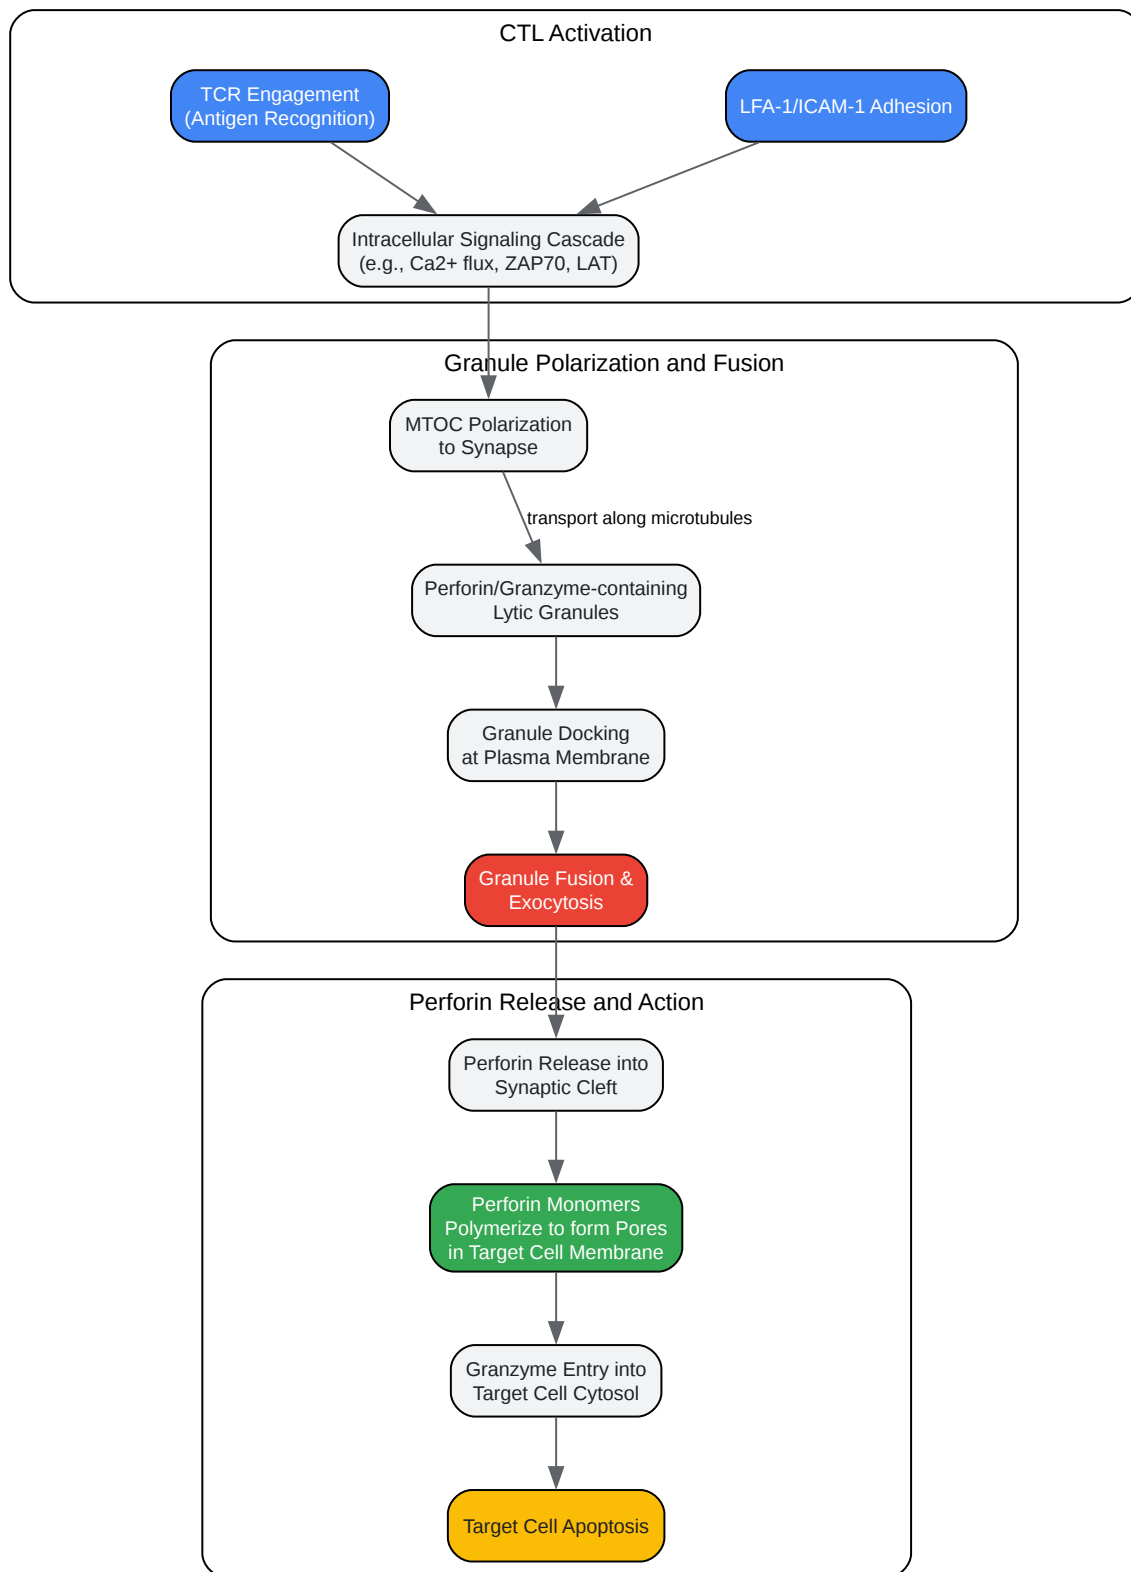 CTL Activation
TCR Engagement
(Antigen Recognition)
LFA-1/ICAM-1 Adhesion
Intracellular Signaling Cascade
(e.g., Ca2+ flux, ZAP70, LAT)
Granule Polarization and Fusion
MTOC Polarization
to Synapse
transport along microtubules
Perforin/Granzyme-containing
Lytic Granules
Granule Docking
at Plasma Membrane
Granule Fusion &
Exocytosis
Perforin Release and Action
Perforin Release into
Synaptic Cleft
Perforin Monomers
Polymerize to form Pores
in Target Cell Membrane
Granzyme Entry into
Target Cell Cytosol
Target Cell Apoptosis